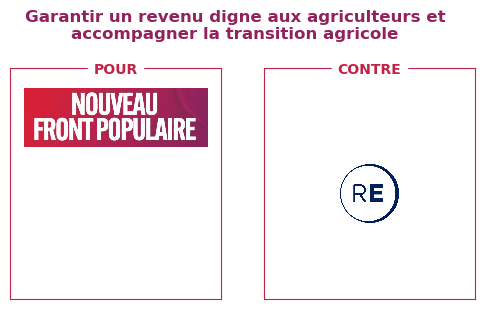 Garantir un revenu digne aux agriculteurs et
accompagner la transition agricole
POUR
CONTRE
NOUVEAU
FRONT POPULAIRE
RE